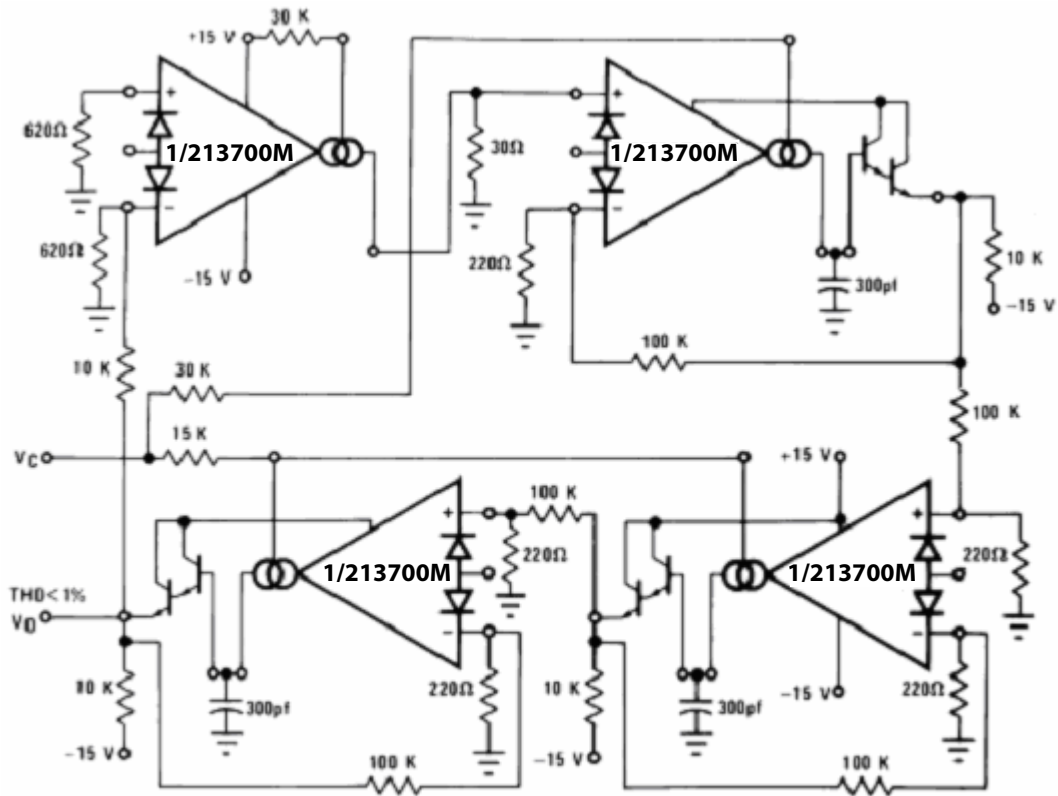 30 K
+15 V
620Ω
1/213700M
620Ω
-15 V
30Ω
1/213700M
220Ω
300pf
10 K
-15 V
100 K
10 K
30 K
100 K
15 K
VC
+15 V
100 K
220Ω
1/213700M
1/213700M
220Ω
THD<1%
VO
10 K
-15 V
300pf
220Ω
10 K
-15 V
300pf
-15 V
220Ω
100 K
100 K